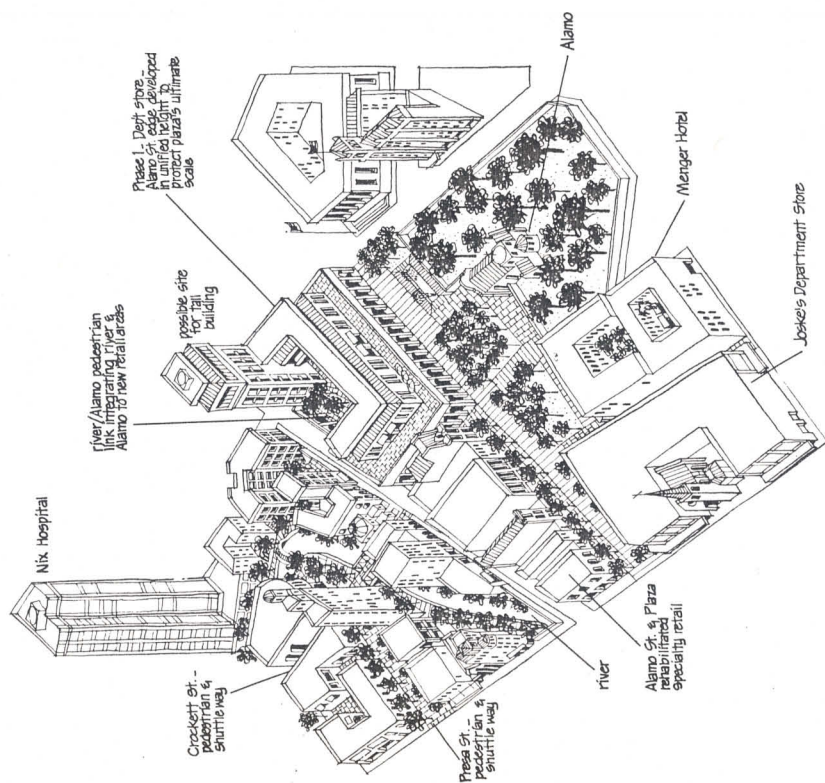 Nix Hospital
river/Alamo pedestrian
link integrating river &
Alamo to new retail areas
possible site
for tall
building
Phase I. Dept store -
Alamo St. edge developed
in unified height to
protect plaza's ultimate
scale
Alamo
Menger Hotel
Joske's Department Store
Alamo St. & Plaza
rehabilitated
specialty retail
river
Presa St. -
pedestrian &
shuttle way
Crockett St. -
pedestrian &
shuttle way